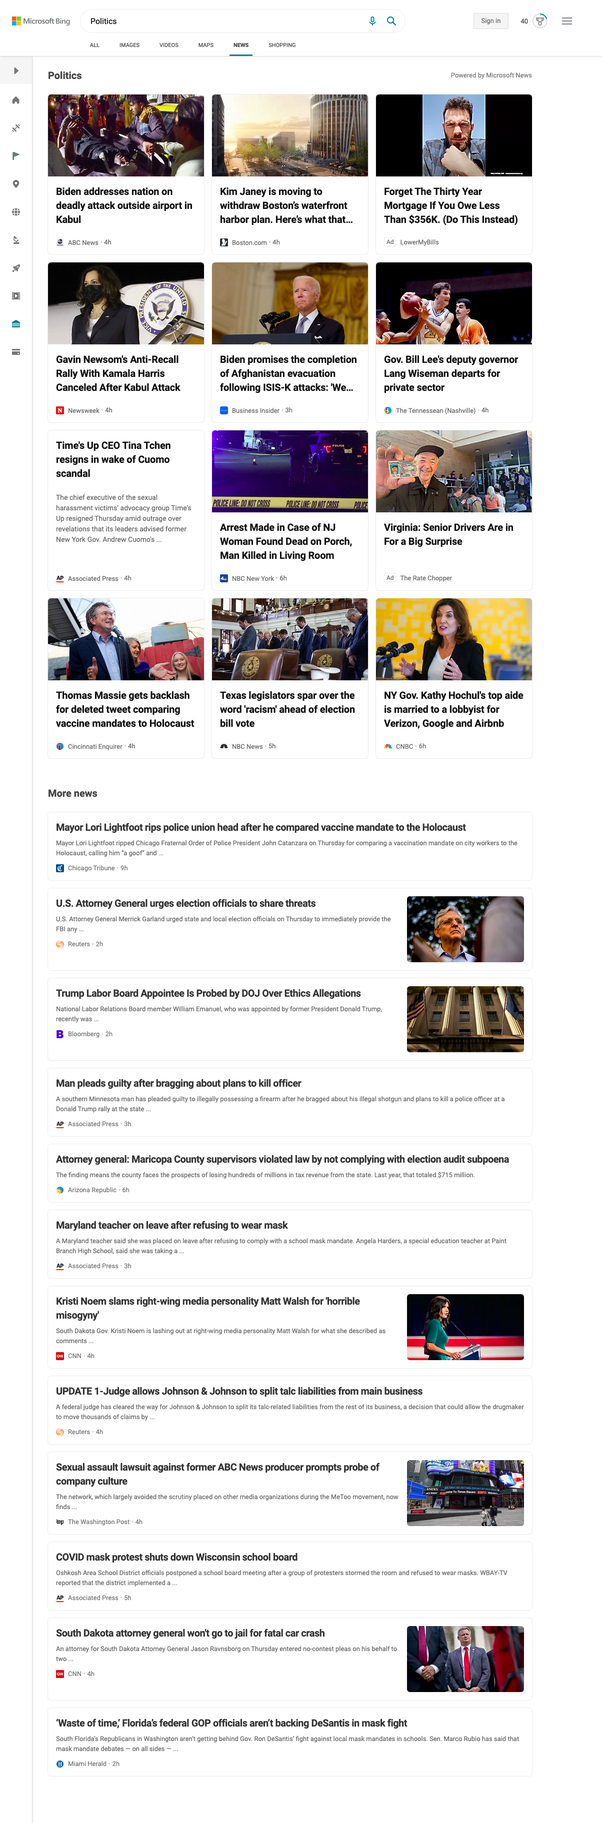 Microsoft Bing
Politics
Sign in
40
ALL IMAGES VIDEOS MAPS NEWS SHOPPING
Politics
Powered by Microsoft News
Biden addresses nation on
deadly attack outside airport in
Kabul
ABC News · 4h
Kim Janey is moving to
withdraw Boston's waterfront
harbor plan. Here's what that...
Boston.com · 4h
Forget The Thirty Year
Mortgage If You Owe Less
Than $356K. (Do This Instead)
Ad LowerMyBills
Gavin Newsom's Anti-Recall
Rally With Kamala Harris
Canceled After Kabul Attack
Newsweek · 4h
Biden promises the completion
of Afghanistan evacuation
following ISIS-K attacks: 'We...
Business Insider · 3h
Gov. Bill Lee's deputy governor
Lang Wiseman departs for
private sector
The Tennessean (Nashville) · 4h
Time's Up CEO Tina Tchen
resigns in wake of Cuomo
scandal
The chief executive of the sexual
harassment victims' advocacy group Time's
Up resigned Thursday amid outrage over
revelations that its leaders advised former
New York Gov. Andrew Cuomo's ...
AP Associated Press · 4h
POLICE LINE: DO NOT CROSS
Arrest Made in Case of NJ
Woman Found Dead on Porch,
Man Killed in Living Room
NBC New York · 6h
Virginia: Senior Drivers Are in
For a Big Surprise
Ad The Rate Chopper
Thomas Massie gets backlash
for deleted tweet comparing
vaccine mandates to Holocaust
Cincinnati Enquirer · 4h
Texas legislators spar over the
word 'racism' ahead of election
bill vote
NBC News · 5h
NY Gov. Kathy Hochul's top aide
is married to a lobbyist for
Verizon, Google and Airbnb
CNBC · 6h
More news
Mayor Lori Lightfoot rips police union head after he compared vaccine mandate to the Holocaust
Mayor Lori Lightfoot ripped Chicago Fraternal Order of Police President John Catanzara on Thursday for comparing a vaccination mandate on city workers to the
Holocaust, calling him "a goof" and ...
Chicago Tribune · 9h
U.S. Attorney General urges election officials to share threats
U.S. Attorney General Merrick Garland urged state and local election officials on Thursday to immediately provide the
FBI any ...
Reuters · 2h
Trump Labor Board Appointee Is Probed by DOJ Over Ethics Allegations
National Labor Relations Board member William Emanuel, who was appointed by former President Donald Trump,
recently was ...
B Bloomberg · 2h
Man pleads guilty after bragging about plans to kill officer
A southern Minnesota man has pleaded guilty to illegally possessing a firearm after he bragged about his illegal shotgun and plans to kill a police officer at a
Donald Trump rally at the state ...
AP Associated Press · 3h
Attorney general: Maricopa County supervisors violated law by not complying with election audit subpoena
The finding means the county faces the prospects of losing hundreds of millions in tax revenue from the state. Last year, that totaled $715 million.
Arizona Republic · 6h
Maryland teacher on leave after refusing to wear mask
A Maryland teacher said she was placed on leave after refusing to comply with a school mask mandate. Angela Harders, a special education teacher at Paint
Branch High School, said she was taking a ...
AP Associated Press · 3h
Kristi Noem slams right-wing media personality Matt Walsh for 'horrible
misogyny'
South Dakota Gov. Kristi Noem is lashing out at right-wing media personality Matt Walsh for what she described as
comments ...
CNN CNN · 4h
UPDATE 1-Judge allows Johnson & Johnson to split talc liabilities from main business
A federal judge has cleared the way for Johnson & Johnson to split its talc-related liabilities from the rest of its business, a decision that could allow the drugmaker
to move thousands of claims by ...
Reuters · 4h
Sexual assault lawsuit against former ABC News producer prompts probe of
company culture
The network, which largely avoided the scrutiny placed on other media organizations during the MeToo movement, now
finds ...
wp The Washington Post · 4h
COVID mask protest shuts down Wisconsin school board
Oshkosh Area School District officials postponed a school board meeting after a group of protesters stormed the room and refused to wear masks. WBAY-TV
reported that the district implemented a ...
AP Associated Press · 5h
South Dakota attorney general won't go to jail for fatal car crash
An attorney for South Dakota Attorney General Jason Ravnsborg on Thursday entered no-contest pleas on his behalf to
two ...
CNN CNN · 4h
'Waste of time,' Florida's federal GOP officials aren't backing DeSantis in mask fight
South Florida's Republicans in Washington aren't getting behind Gov. Ron DeSantis' fight against local mask mandates in schools. Sen. Marco Rubio has said that
mask mandate debates — on all sides — ...
Miami Herald · 2h